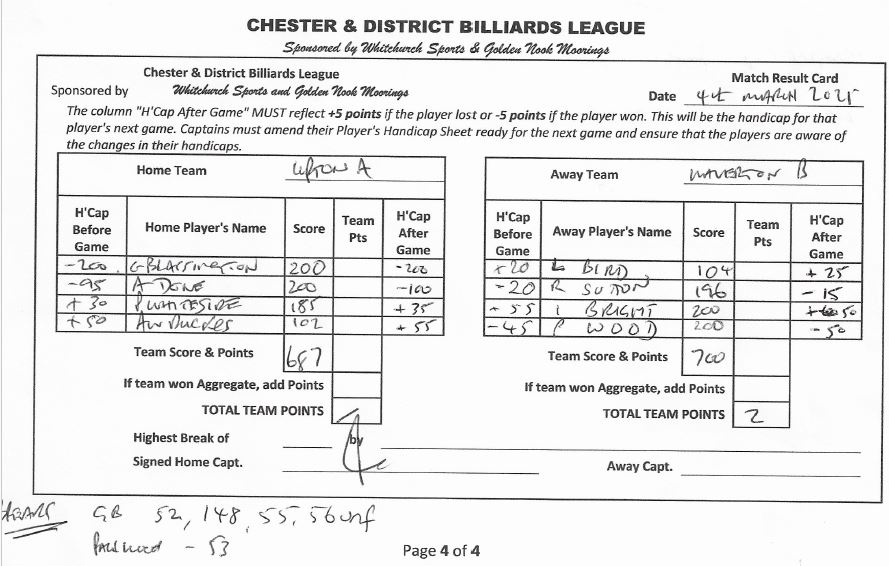 CHESTER & DISTRICT BILLIARDS LEAGUE
Sponsored by Whitchurch Sports & Golden Nook Moorings
Chester & District Billiards League Match Result Card
Sponsored by Whitchurch Sports and Golden Nook Moorings Date 4th MARCH
The column "H'Cap After Game" MUST reflect +5 points if the player lost or -5 points if the player won. This will be the handicap for that
player's next game. Captains must amend their Player's Handicap Sheet ready for the next game and ensure that the players are aware of
the changes in their handicaps.
Home Team UPTON A Away Team WAVERTON B
H'Cap Before Game Home Player's Name Score Team Pts H'Cap After Game H'Cap Before Game Away Player's Name Score Team Pts H'Cap After Game
-200 G BLASSINGTON 200 -200 +20 L BIRD 104 +25
-95 A DONE 200 -100 -20 R SUTTON 196 -15
+30 P WHITESIDE 185 +35 +55 I BRIGHT 200 50
+50 102 +55 -45 P WOOD 200 -50
Team Score & Points 687 Team Score & Points 700
If team won Aggregate, add Points If team won Aggregate, add Points
TOTAL TEAM POINTS TOTAL TEAM POINTS 2
Highest Break of by
Signed Home Capt. Away Capt.
GB 52, 148, 55, 56 unf
Paul Wood - 53
Page 4 of 4